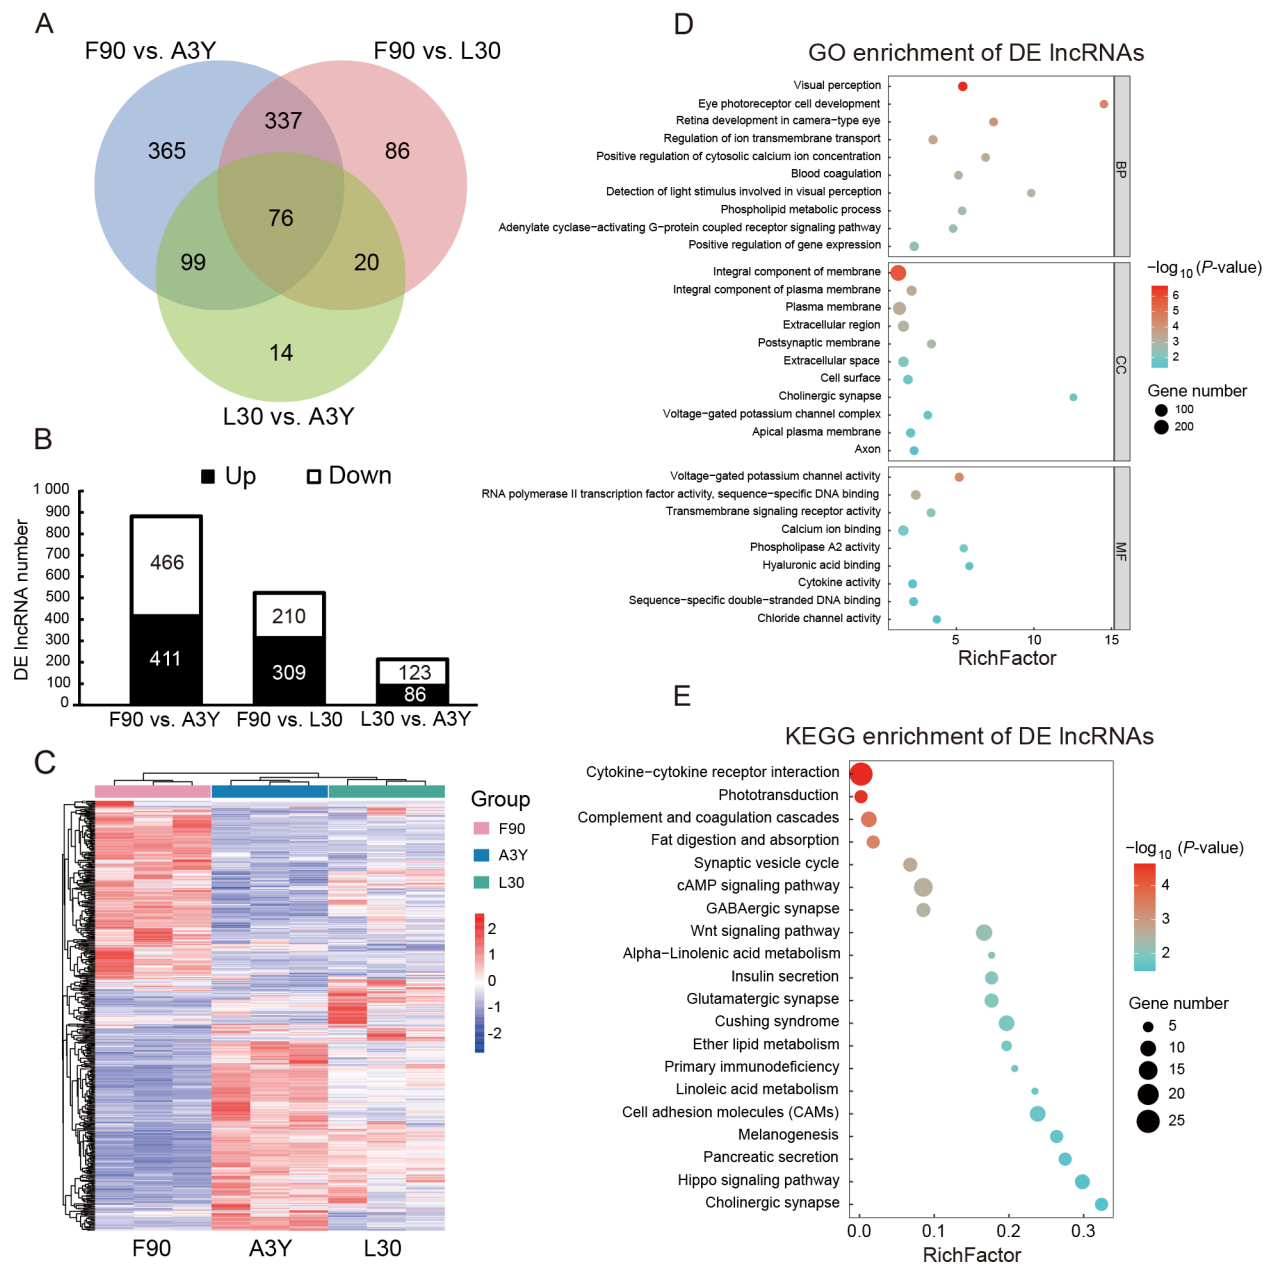 A
F90 vs. A3Y
F90 vs. L30
337
365
86
76
99
20
14
L30 vs. A3Y
B
Up
Down
DE lncRNA number
1 000
900
800
700
600
500
400
300
200
100
0
466
411
210
309
123
86
F90 vs. A3Y
F90 vs. L30
L30 vs. A3Y
C
Group
F90
A3Y
L30
2
1
0
-1
-2
F90
A3Y
L30
D
GO enrichment of DE lncRNAs
Visual perception
Eye photoreceptor cell development
Retina development in camera−type eye
Regulation of ion transmembrane transport
Positive regulation of cytosolic calcium ion concentration
Blood coagulation
Detection of light stimulus involved in visual perception
Phospholipid metabolic process
Adenylate cyclase−activating G−protein coupled receptor signaling pathway
Positive regulation of gene expression
BP
Integral component of membrane
Integral component of plasma membrane
Plasma membrane
Extracellular region
Postsynaptic membrane
Extracellular space
Cell surface
Cholinergic synapse
Voltage−gated potassium channel complex
Apical plasma membrane
Axon
CC
Voltage−gated potassium channel activity
RNA polymerase II transcription factor activity, sequence−specific DNA binding
Transmembrane signaling receptor activity
Calcium ion binding
Phospholipase A2 activity
Hyaluronic acid binding
Cytokine activity
Sequence−specific double−stranded DNA binding
Chloride channel activity
MF
5
10
15
RichFactor
−log10 (P-value)
6
5
4
3
2
Gene number
100
200
E
KEGG enrichment of DE lncRNAs
Cytokine−cytokine receptor interaction
Phototransduction
Complement and coagulation cascades
Fat digestion and absorption
Synaptic vesicle cycle
cAMP signaling pathway
GABAergic synapse
Wnt signaling pathway
Alpha−Linolenic acid metabolism
Insulin secretion
Glutamatergic synapse
Cushing syndrome
Ether lipid metabolism
Primary immunodeficiency
Linoleic acid metabolism
Cell adhesion molecules (CAMs)
Melanogenesis
Pancreatic secretion
Hippo signaling pathway
Cholinergic synapse
0.0
0.1
0.2
0.3
RichFactor
−log10 (P-value)
4
3
2
Gene number
5
10
15
20
25